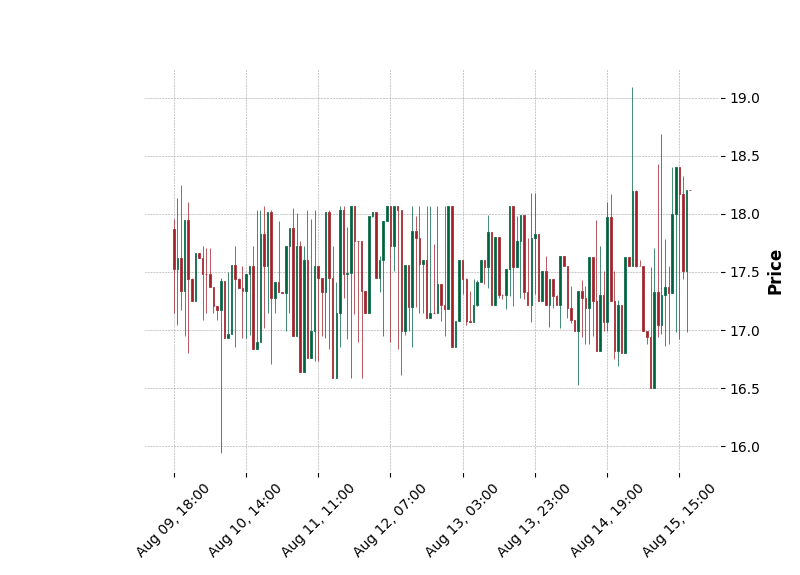 19.0
18.5
18.0
17.5
17.0
16.5
16.0
Price
Aug 09, 18:00
Aug 10, 14:00
Aug 11, 11:00
Aug 12, 07:00
Aug 13, 03:00
Aug 13, 23:00
Aug 14, 19:00
Aug 15, 15:00